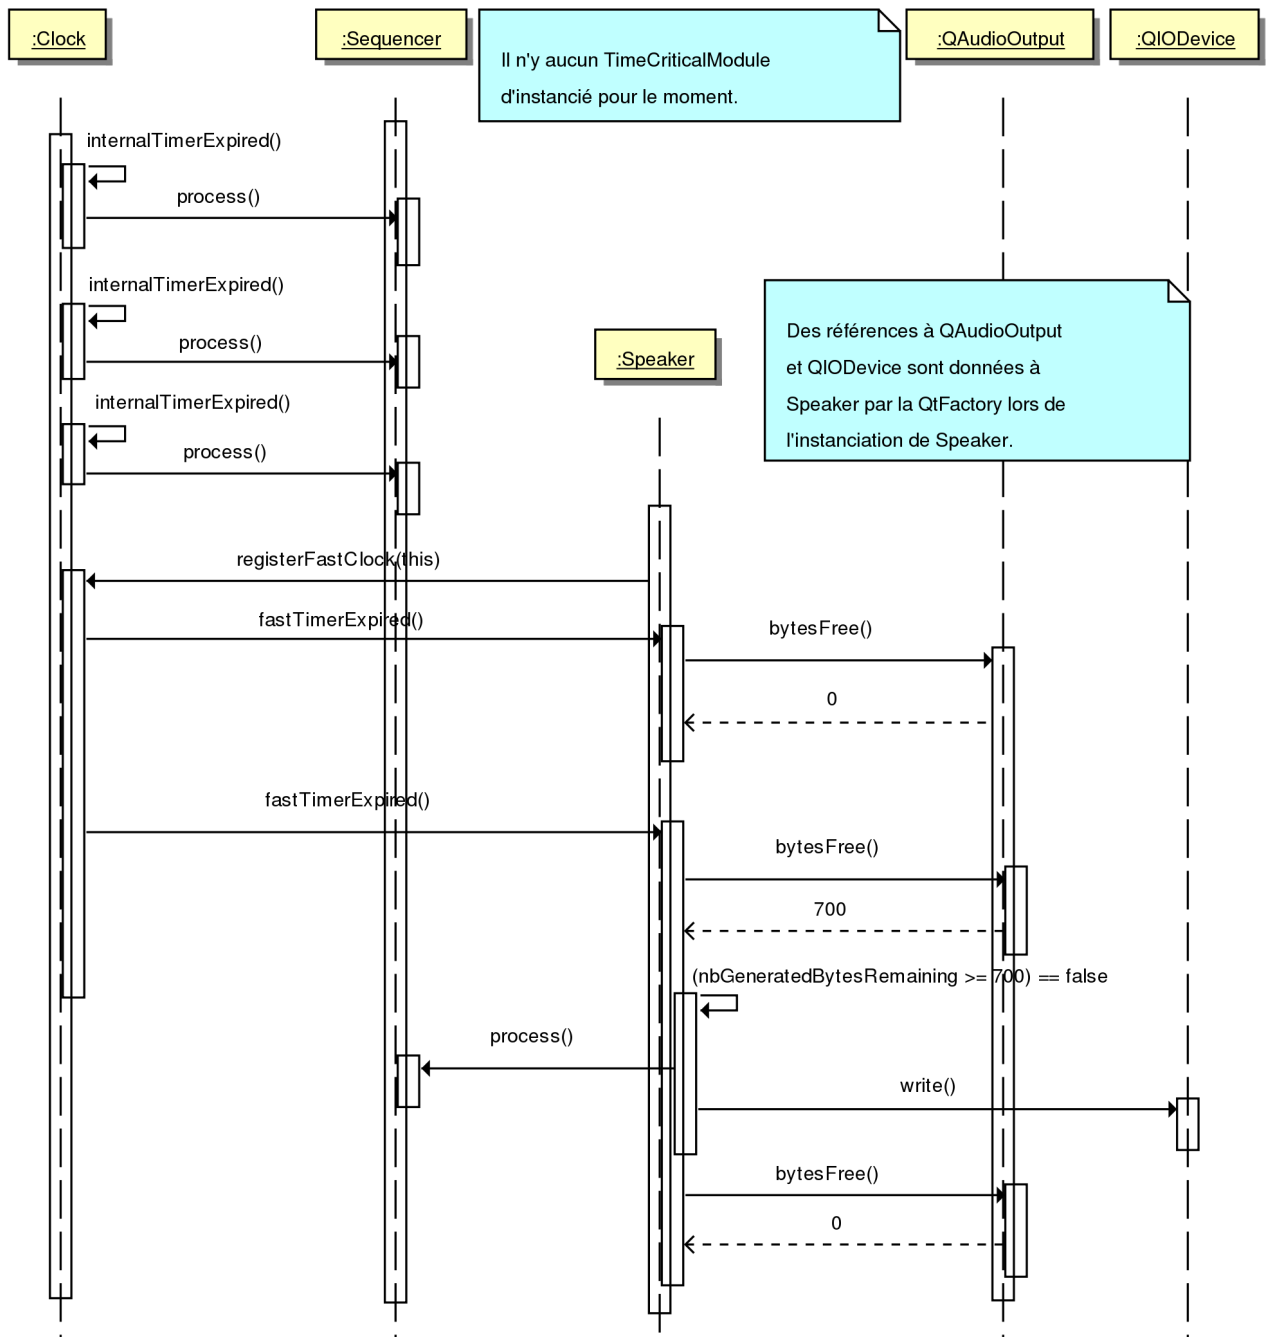 :Clock
:Sequencer
Il n'y aucun TimeCriticalModule
d'instancié pour le moment.
:QAudioOutput
:QIODevice
internalTimerExpired()
process()
internalTimerExpired()
process()
internalTimerExpired()
process()
:Speaker
Des références à QAudioOutput
et QIODevice sont données à
Speaker par la QtFactory lors de
l'instanciation de Speaker.
registerFastClock(this)
fastTimerExpired()
bytesFree()
0
fastTimerExpired()
bytesFree()
700
(nbGeneratedBytesRemaining >= 700) == false
process()
write()
bytesFree()
0